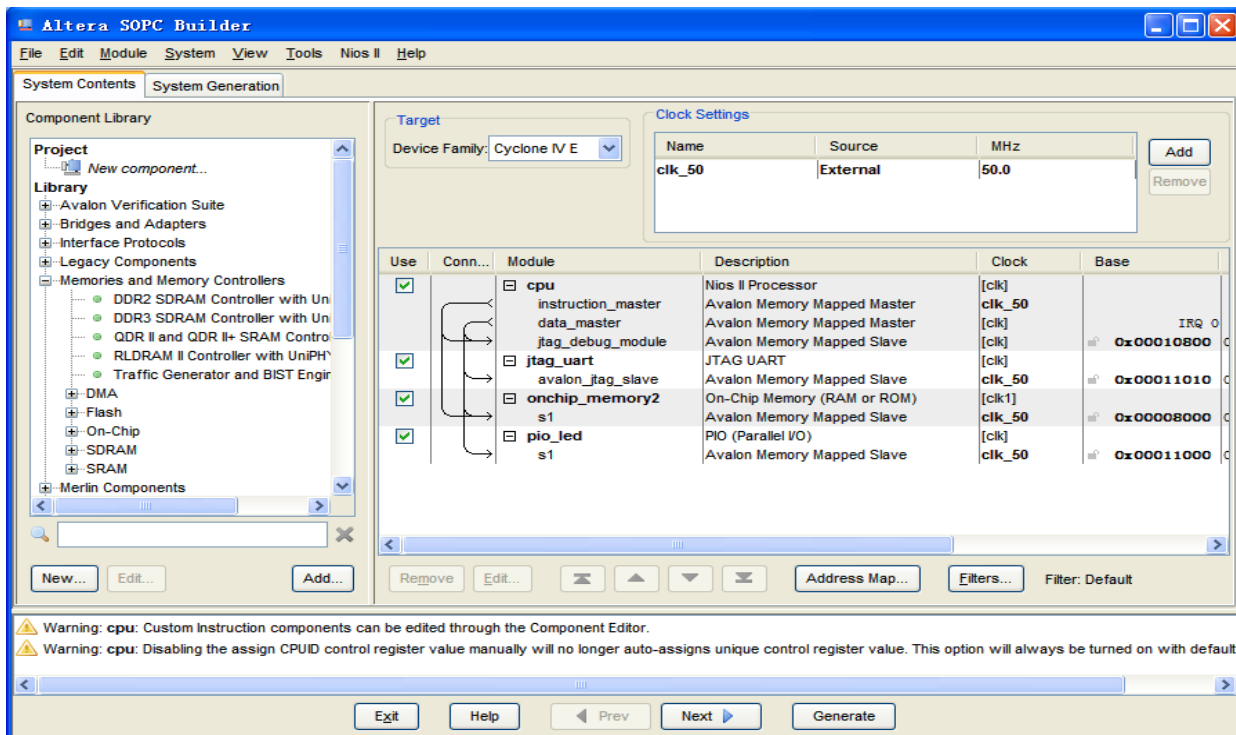 Altera SOPC Builder
File Edit Module System View Tools Nios II Help
System Contents System Generation
Component Library
Project
New component...
Library
Avalon Verification Suite
Bridges and Adapters
Interface Protocols
Legacy Components
Memories and Memory Controllers
DDR2 SDRAM Controller with Uni
DDR3 SDRAM Controller with Uni
QDR II and QDR II+ SRAM Contro
RLDRAM II Controller with UniPHY
Traffic Generator and BIST Engin
DMA
Flash
On-Chip
SDRAM
SRAM
Merlin Components
New... Edit... Add...
Target
Device Family: Cyclone IV E
Clock Settings
Name Source MHz
clk_50 External 50.0
Add
Remove
Use Conn... Module Description Clock Base
cpu Nios II Processor [clk]
instruction_master Avalon Memory Mapped Master clk_50
data_master Avalon Memory Mapped Master [clk] IRQ 0
jtag_debug_module Avalon Memory Mapped Slave [clk] 0x00010800
jtag_uart JTAG UART [clk]
avalon_jtag_slave Avalon Memory Mapped Slave clk_50 0x00011010
onchip_memory2 On-Chip Memory (RAM or ROM) [clk1]
s1 Avalon Memory Mapped Slave clk_50 0x00008000
pio_led PIO (Parallel I/O) [clk]
s1 Avalon Memory Mapped Slave clk_50 0x00011000
Remove Edit... Address Map... Filters... Filter: Default
Warning: cpu: Custom Instruction components can be edited through the Component Editor.
Warning: cpu: Disabling the assign CPUID control register value manually will no longer auto-assigns unique control register value. This option will always be turned on with default
Exit Help Prev Next Generate